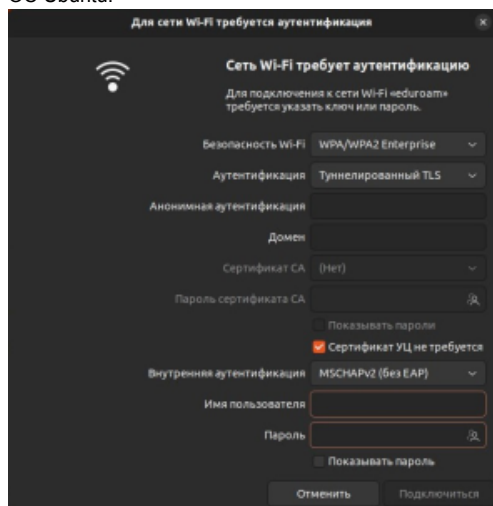 ОС Ubuntu:
Для сети Wi-Fi требуется аутентификация
Сеть Wi-Fi требует аутентификацию
Для подключения к сети Wi-Fi «eduroam»
требуется указать ключ или пароль.
Безопасность Wi-Fi WPA/WPA2 Enterprise
Аутентификация Туннелированный TLS
Анонимная аутентификация
Домен
Сертификат CA (Нет)
Пароль сертификата CA
Показывать пароли
Сертификат УЦ не требуется
Внутренняя аутентификация MSCHAPv2 (без EAP)
Имя пользователя
Пароль
Показывать пароль
Отменить Подключиться